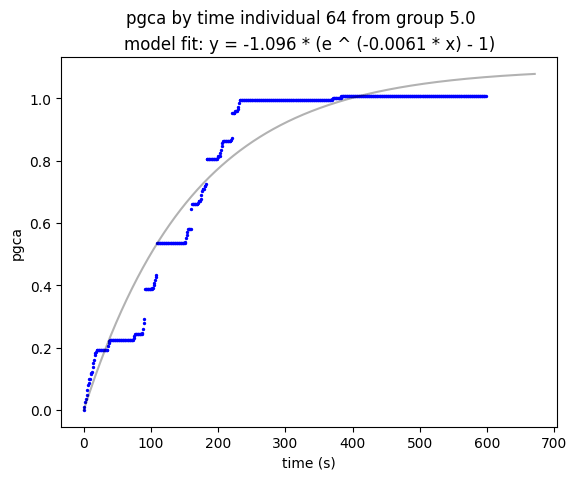 pgca by time individual 64 from group 5.0
model fit: y = -1.096 * (e ^ (-0.0061 * x) - 1)
1.0
0.8
0.6
0.4
0.2
0.0
pgca
0 100 200 300 400 500 600 700
time (s)